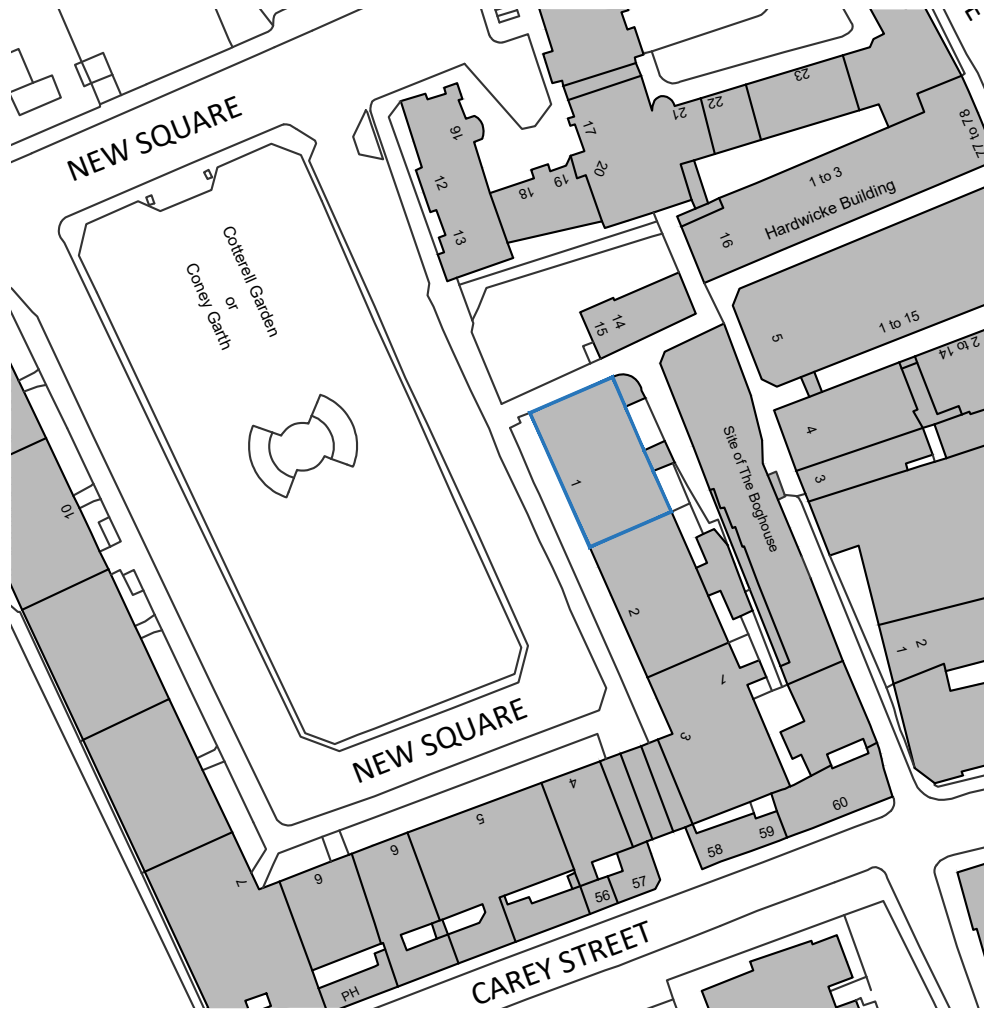 NEW SQUARE
16
12
13
17
18
19
20
21
22
23
77 to 78
1 to 3
Hardwicke Building
16
Cotterell Garden
or
Coney Garth
15
14
5
1 to 15
2 to 14
4
3
Site of The Boghouse
1
10
2
1
2
7
3
NEW SQUARE
4
5
6
6
7
60
59
58
57
56
CAREY STREET
PH